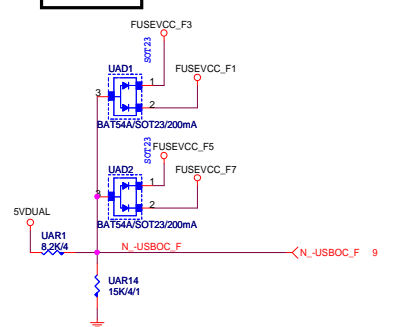 FUSEVCC_F3
SOT23
UAD1
FUSEVCC_F1
3
1
2
BAT54A/SOT23/200mA
SOT23
FUSEVCC_F5
UAD2
FUSEVCC_F7
3
1
2
BAT54A/SOT23/200mA
5VDUAL
UAR1
8.2K/4
N_-USBOC_F
N_-USBOC_F 9
UAR14
15K/4/1